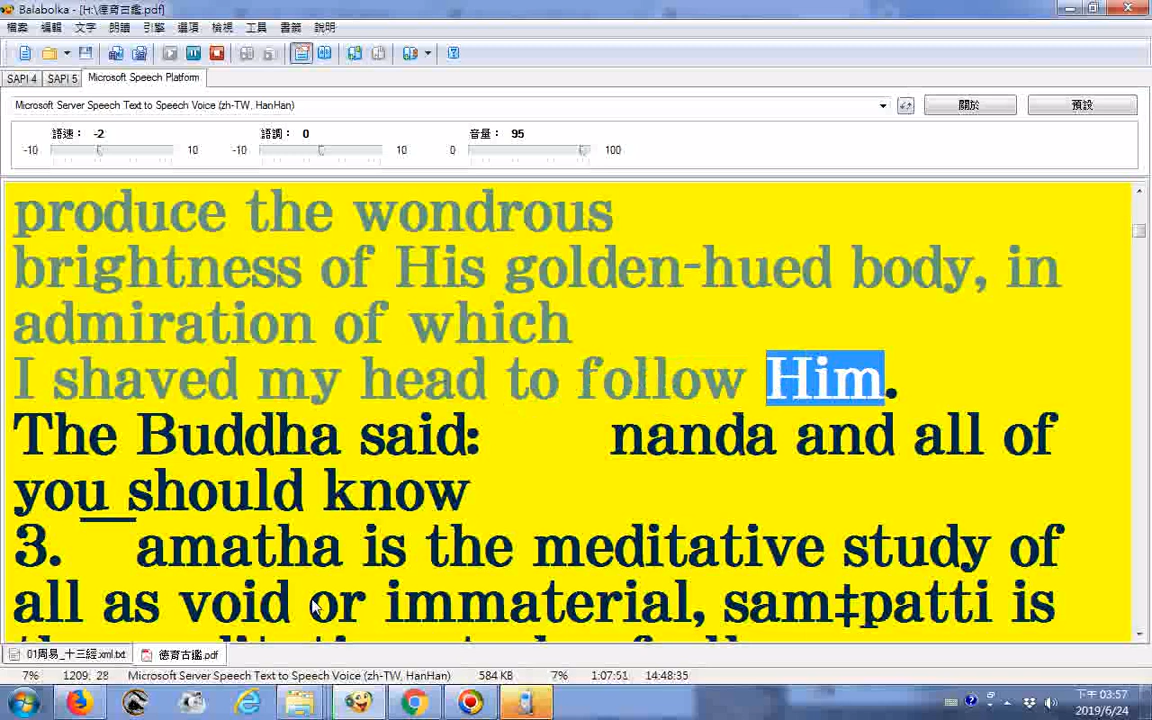 Balabolka - [H:\德育古鑑.pdf]
檔案 編輯 文字 朗讀 引擎 選項 檢視 工具 書籤 說明
SAPI 4 SAPI 5 Microsoft Speech Platform
Microsoft Server Speech Text to Speech Voice (zh-TW, HanHan) 關於 預設
語速： -2 語調： 0 音量： 95
-10 10 -10 10 0 100
produce the wondrous
brightness of His golden-hued body, in
admiration of which
I shaved my head to follow Him.
The Buddha said: nanda and all of
you should know
3. amatha is the meditative study of
all as void or immaterial, sam‡patti is
01周易_十三經.xml.txt 德育古鑑.pdf
7% 1209, 28 Microsoft Server Speech Text to Speech Voice (zh-TW, HanHan) 584 KB 7% 1:07:51 14:48:35
下午 03:57
2019/6/24